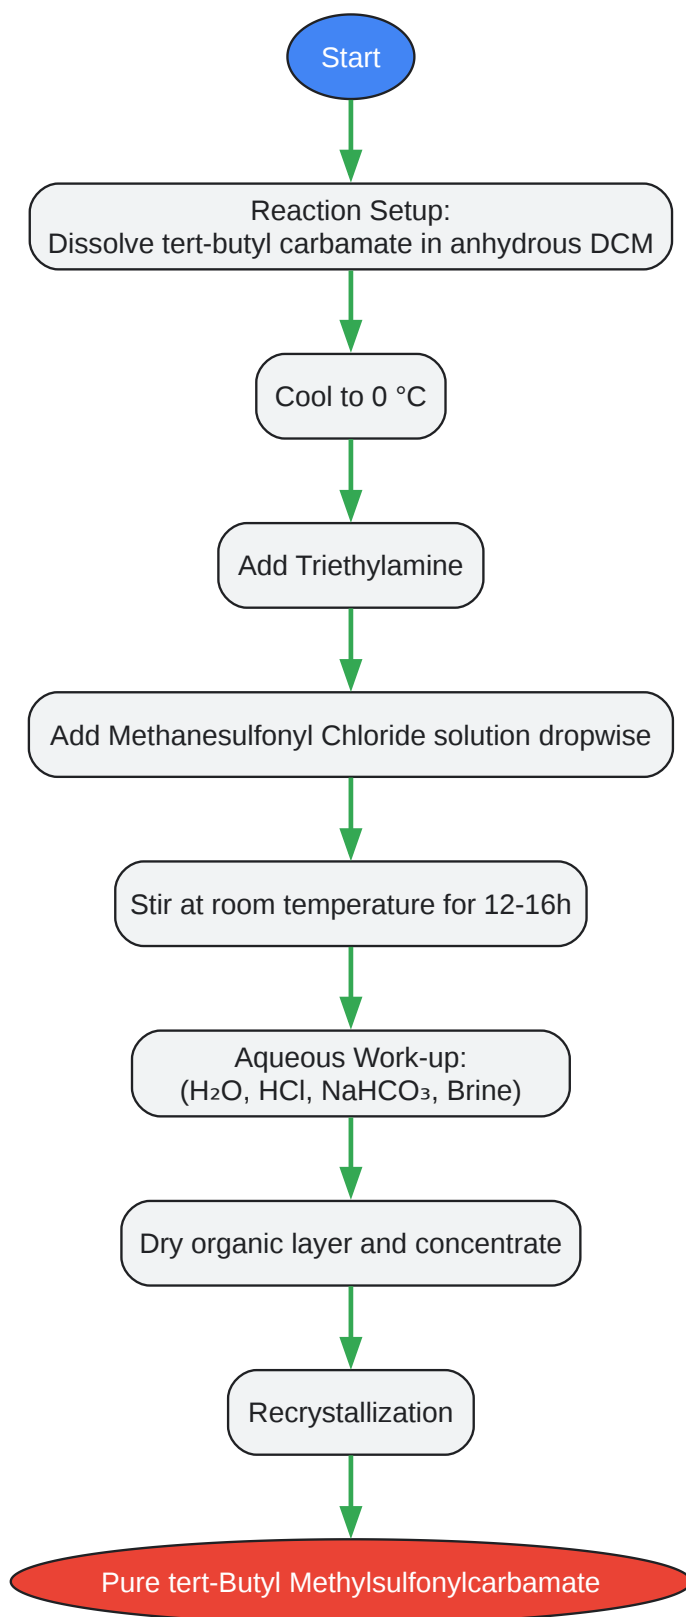 Start
Reaction Setup:
Dissolve tert-butyl carbamate in anhydrous DCM
Cool to 0 °C
Add Triethylamine
Add Methanesulfonyl Chloride solution dropwise
Stir at room temperature for 12-16h
Aqueous Work-up:
(H₂O, HCl, NaHCO₃, Brine)
Dry organic layer and concentrate
Recrystallization
Pure tert-Butyl Methylsulfonylcarbamate